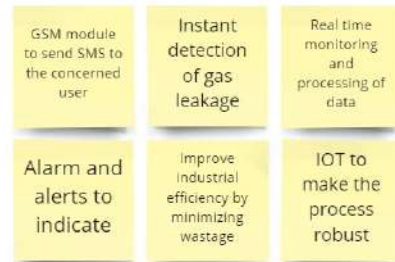 GSM module
to send SMS to
the concerned
user
Instant
detection
of gas
leakage
Real time
monitoring
and
processing of
data
Alarm and
alerts to
indicate
Improve
industrial
efficiency by
minimizing
wastage
IOT to
make the
process
robust